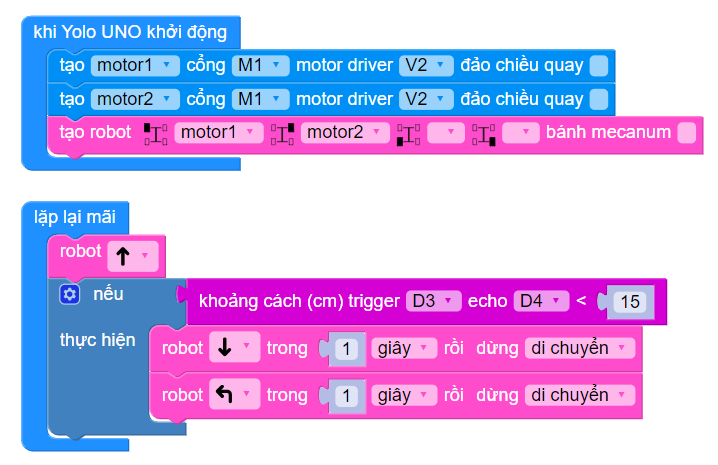 khi Yolo UNO khởi động
tạo motor1 cổng M1 motor driver V2 đảo chiều quay
tạo motor2 cổng M1 motor driver V2 đảo chiều quay
tạo robot motor1 motor2 bánh mecanum
lặp lại mãi
robot
nếu khoảng cách (cm) trigger D3 echo D4 < 15
thực hiện robot trong 1 giây rồi dừng di chuyển
robot trong 1 giây rồi dừng di chuyển